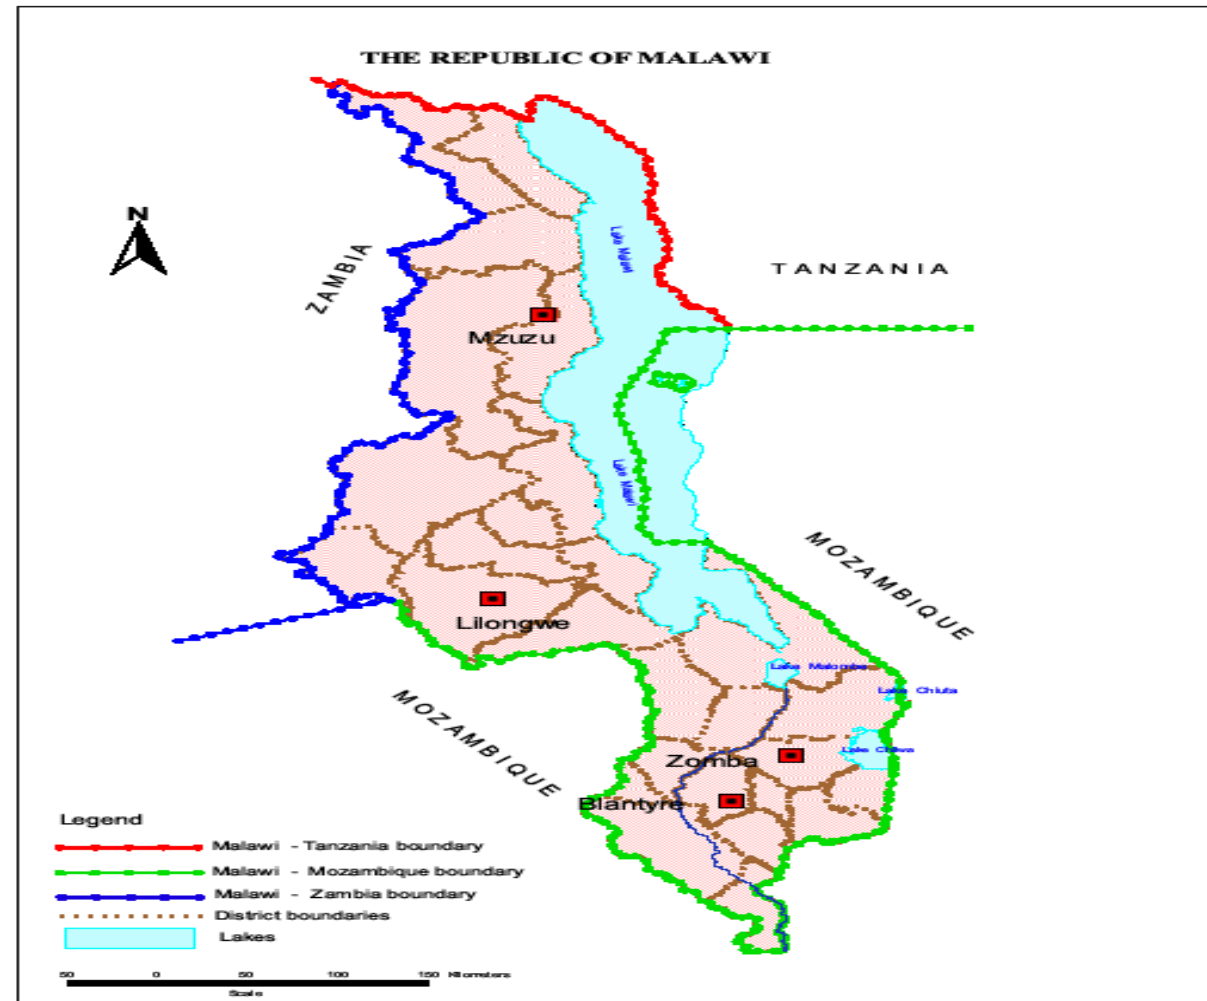 THE REPUBLIC OF MALAWI
N
ZAMBIA
Lake Malawi
TANZANIA
Mzuzu
Lake Malawi
MOZAMBIQUE
Lilongwe
Lake Malombe
Lake Chiuta
MOZAMBIQUE
Lake Chilwa
Zomba
Blantyre
Legend
Malawi - Tanzania boundary
Malawi - Mozambique boundary
Malawi - Zambia boundary
District boundaries
Lakes
50 0 50 100 150 Kilometers
Scale